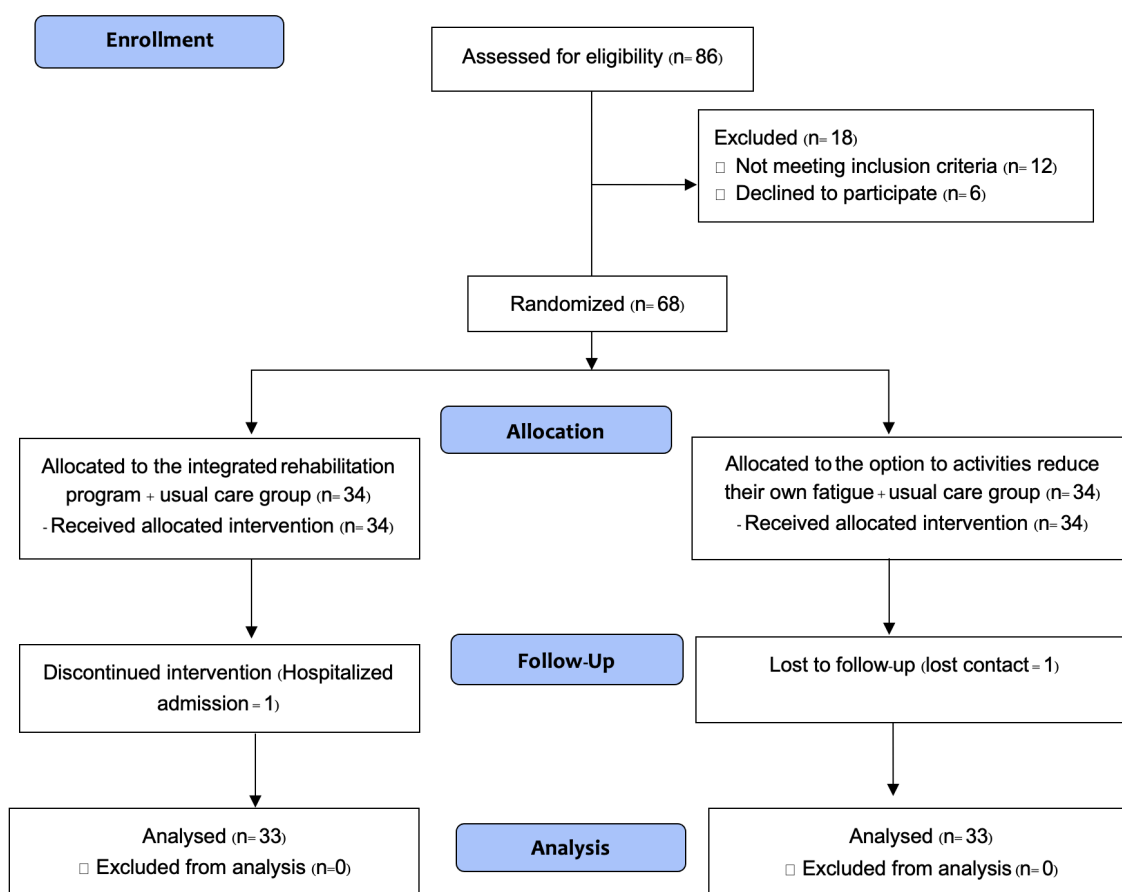 Enrollment
Assessed for eligibility (n= 86)
Excluded (n= 18)
□ Not meeting inclusion criteria (n= 12)
□ Declined to participate (n= 6)
Randomized (n= 68)
Allocation
Allocated to the integrated rehabilitation
program + usual care group (n= 34)
- Received allocated intervention (n= 34)
Allocated to the option to activities reduce
their own fatigue + usual care group (n= 34)
- Received allocated intervention (n= 34)
Follow-Up
Discontinued intervention (Hospitalized
admission = 1)
Lost to follow-up (lost contact = 1)
Analysis
Analysed (n= 33)
□ Excluded from analysis (n=0)
Analysed (n= 33)
□ Excluded from analysis (n= 0)